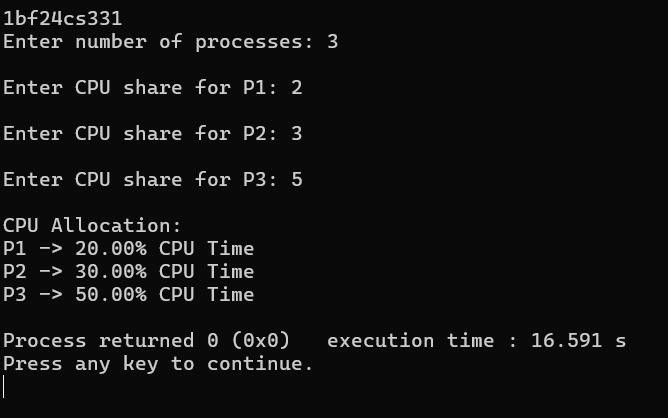 1bf24cs331
Enter number of processes: 3
Enter CPU share for P1: 2
Enter CPU share for P2: 3
Enter CPU share for P3: 5
CPU Allocation:
P1 -> 20.00% CPU Time
P2 -> 30.00% CPU Time
P3 -> 50.00% CPU Time
Process returned 0 (0x0)   execution time : 16.591 s
Press any key to continue.